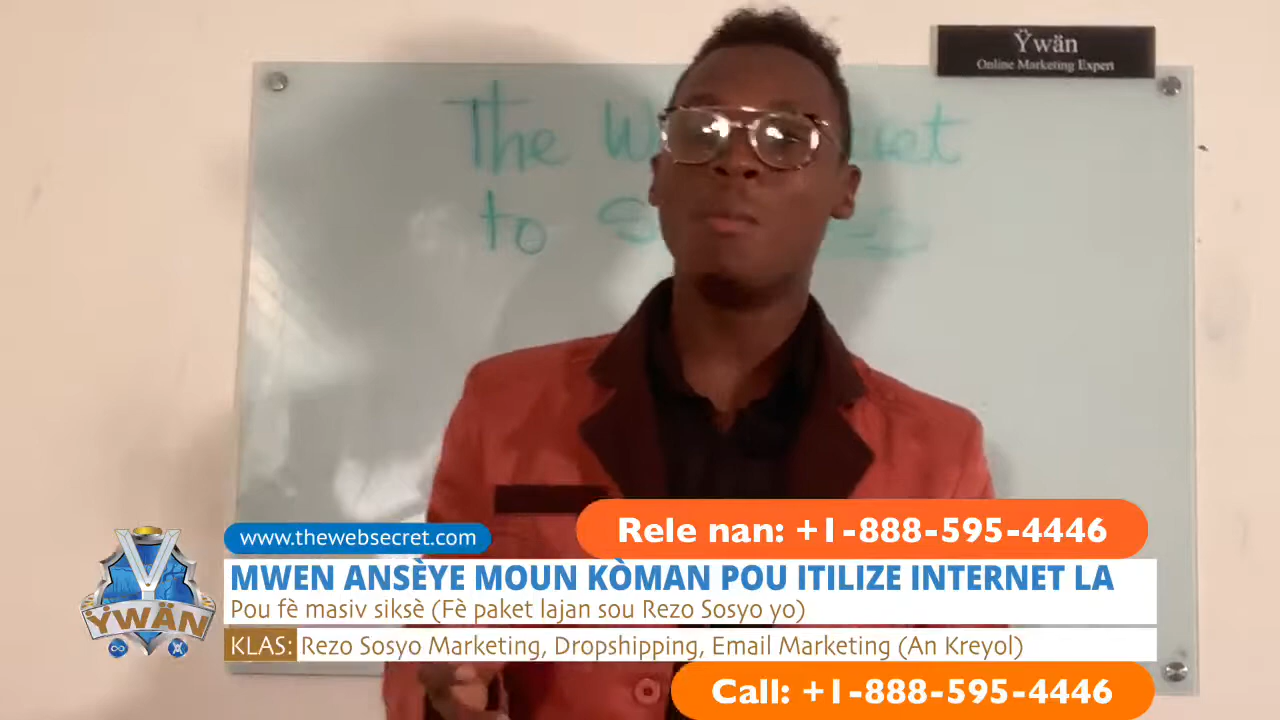 Ÿwän
Online Marketing Expert
The W
to S
www.thewebsecret.com
Rele nan: +1-888-595-4446
MWEN ANSÈYE MOUN KÒMAN POU ITILIZE INTERNET LA
Pou fè masiv siksè (Fè paket lajan sou Rezo Sosyo yo)
ŸWÄN
KLAS: Rezo Sosyo Marketing, Dropshipping, Email Marketing (An Kreyol)
Call: +1-888-595-4446